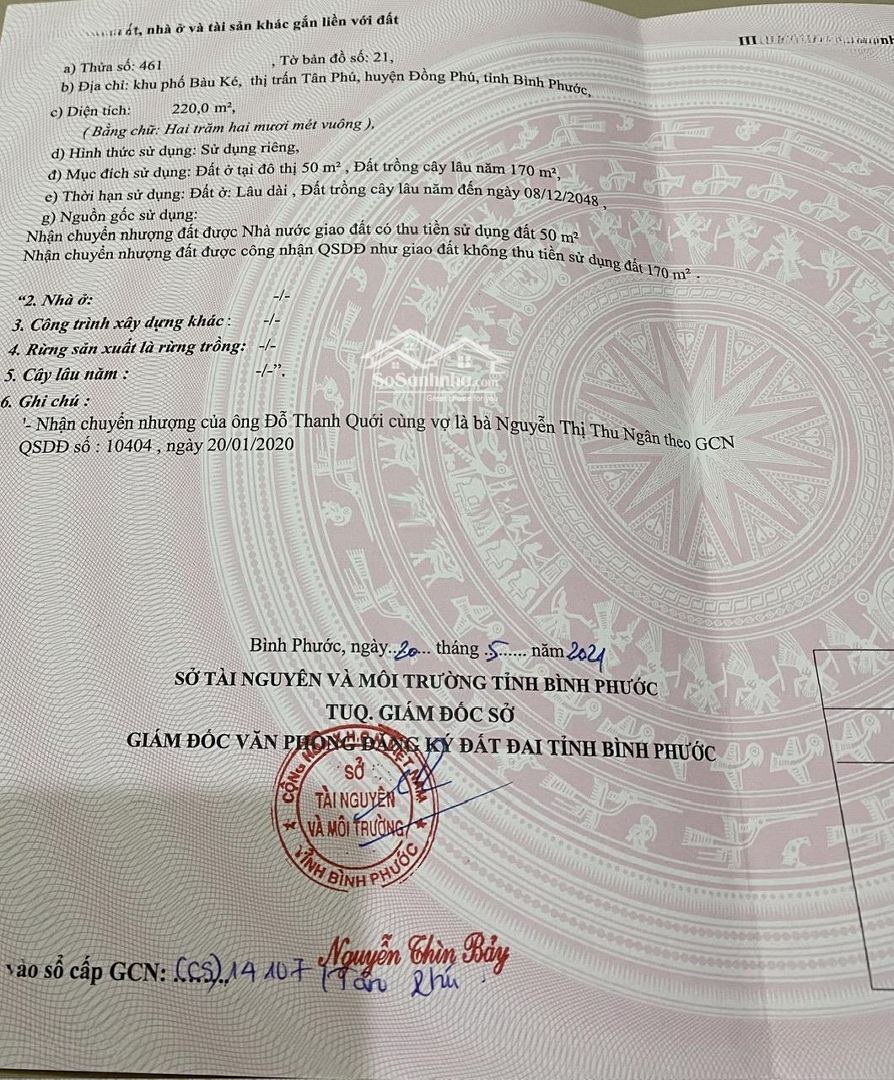 ất, nhà ở và tài sản khác gắn liền với đất
III
a) Thửa số: 461 , Tờ bản đồ số: 21,
b) Địa chỉ: khu phố Bàu Ké, thị trấn Tân Phú, huyện Đồng Phú, tỉnh Bình Phước,
c) Diện tích: 220,0 m²,
( Bằng chữ: Hai trăm hai mươi mét vuông ),
d) Hình thức sử dụng: Sử dụng riêng,
đ) Mục đích sử dụng: Đất ở tại đô thị 50 m² , Đất trồng cây lâu năm 170 m²,
e) Thời hạn sử dụng: Đất ở: Lâu dài , Đất trồng cây lâu năm đến ngày 08/12/2048 ,
g) Nguồn gốc sử dụng:
Nhận chuyển nhượng đất được Nhà nước giao đất có thu tiền sử dụng đất 50 m²
Nhận chuyển nhượng đất được công nhận QSDĐ như giao đất không thu tiền sử dụng đất 170 m² .
“2. Nhà ở: -/-
3. Công trình xây dựng khác : -/-
4. Rừng sản xuất là rừng trồng: -/-
5. Cây lâu năm : -/-”.
SoSanhnha.com
6. Ghi chú :
'- Nhận chuyển nhượng của ông Đỗ Thanh Quới cùng vợ là bà Nguyễn Thị Thu Ngân theo GCN
QSDĐ số : 10404 , ngày 20/01/2020
Bình Phước, ngày..20... tháng .5...... năm 2021
SỞ TÀI NGUYÊN VÀ MÔI TRƯỜNG TỈNH BÌNH PHƯỚC
TUQ. GIÁM ĐỐC SỞ
GIÁM ĐỐC VĂN PHÒNG ĐĂNG KÝ ĐẤT ĐAI TỈNH BÌNH PHƯỚC
SỞ
TÀI NGUYÊN
VÀ MÔI TRƯỜNG
TỈNH BÌNH PHƯỚC
Nguyễn Thìn Bảy
vào sổ cấp GCN: (CS) 14107 / Tân Phú